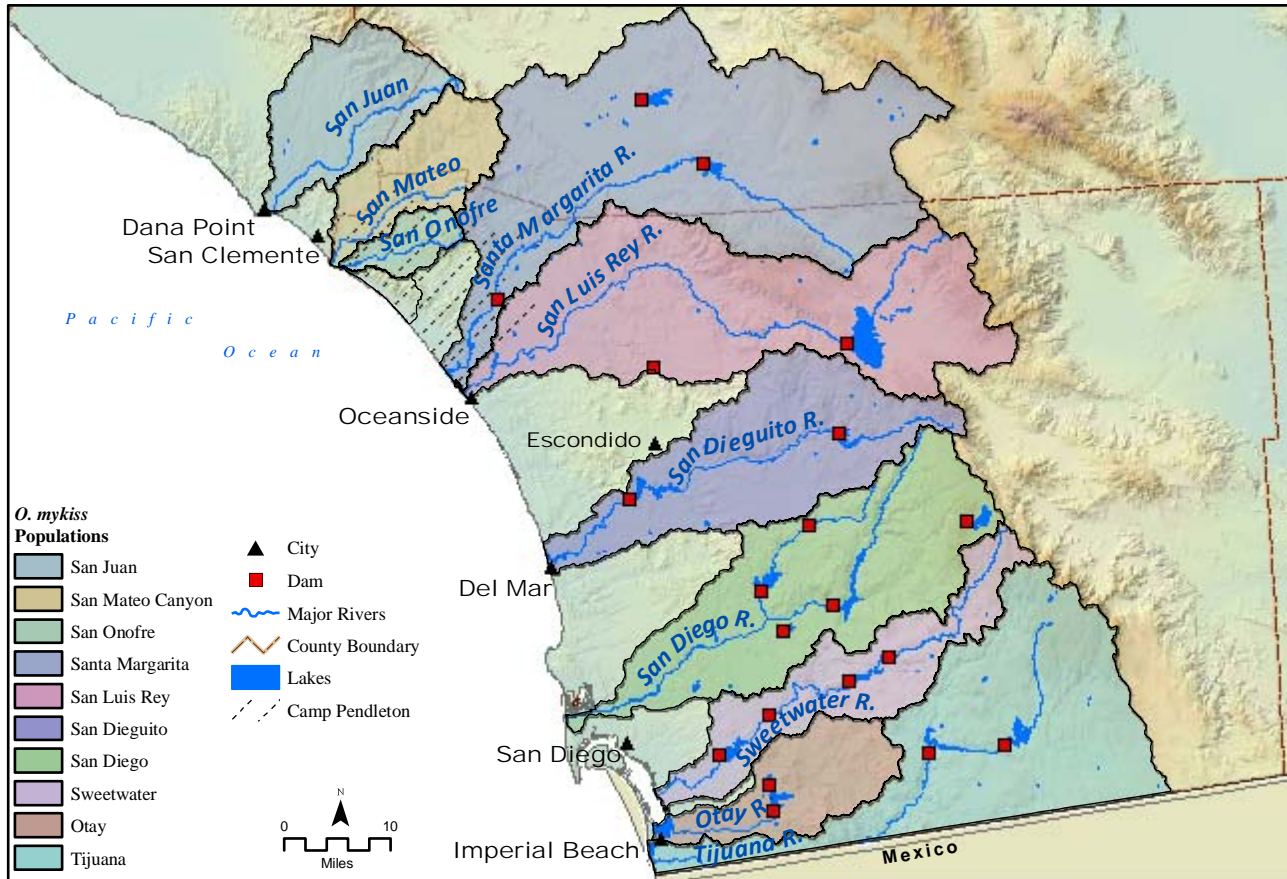 San Juan
San Mateo
San Onofre
Santa Margarita R.
San Luis Rey R.
Dana Point
San Clemente
Pacific
Ocean
Oceanside
Escondido
San Dieguito R.
Del Mar
San Diego R.
San Diego
Sweetwater R.
Otay R.
Imperial Beach
Tijuana R.
Mexico
O. mykiss
Populations
San Juan
San Mateo Canyon
San Onofre
Santa Margarita
San Luis Rey
San Dieguito
San Diego
Sweetwater
Otay
Tijuana
City
Dam
Major Rivers
County Boundary
Lakes
Camp Pendleton
0 10
Miles